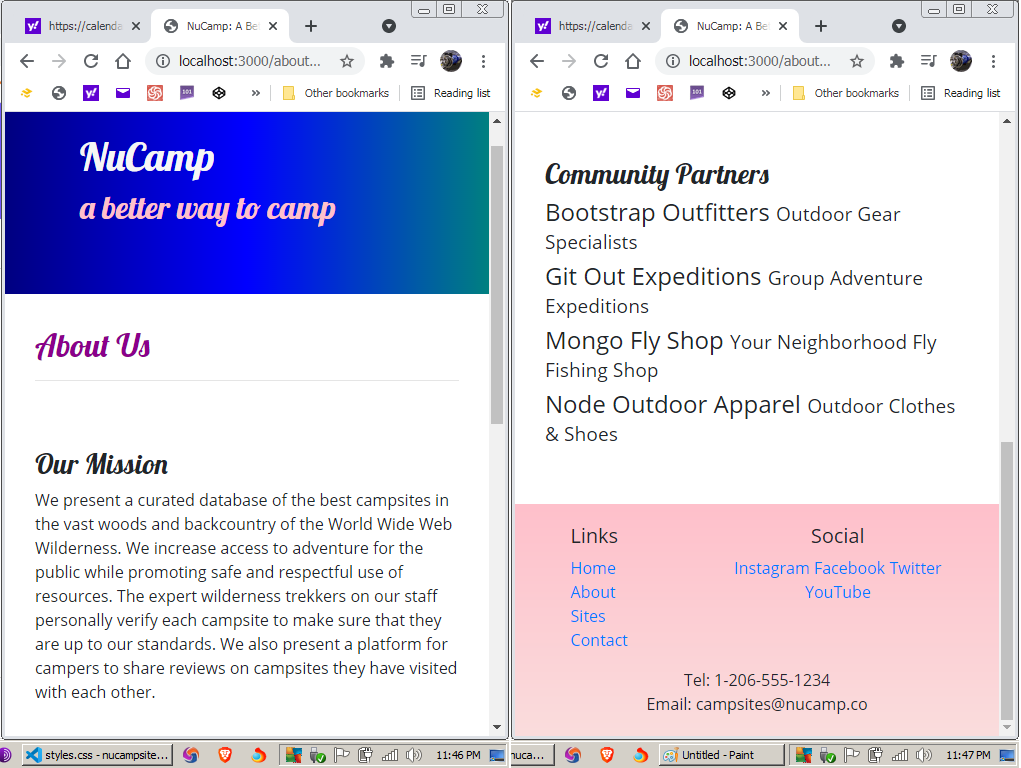 https://calenda
NuCamp: A Be
localhost:3000/about...
Other bookmarks
Reading list
NuCamp
a better way to camp
About Us
Our Mission
We present a curated database of the best campsites in
the vast woods and backcountry of the World Wide Web
Wilderness. We increase access to adventure for the
public while promoting safe and respectful use of
resources. The expert wilderness trekkers on our staff
personally verify each campsite to make sure that they
are up to our standards. We also present a platform for
campers to share reviews on campsites they have visited
with each other.
styles.css - nucampsite...
11:46 PM
https://calenda
NuCamp: A Be
localhost:3000/about...
Other bookmarks
Reading list
Community Partners
Bootstrap Outfitters Outdoor Gear
Specialists
Git Out Expeditions Group Adventure
Expeditions
Mongo Fly Shop Your Neighborhood Fly
Fishing Shop
Node Outdoor Apparel Outdoor Clothes
& Shoes
Links
Home
About
Sites
Contact
Social
Instagram Facebook Twitter
YouTube
Tel: 1-206-555-1234
Email: campsites@nucamp.co
nuca...
Untitled - Paint
11:47 PM